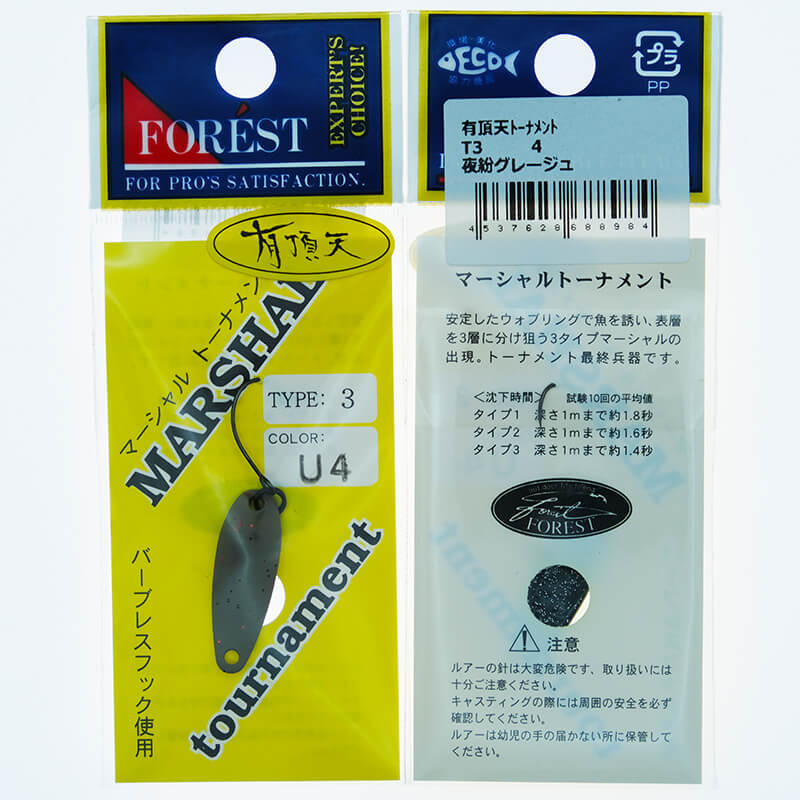 FORÉST
FOR PRO'S SATISFACTION.
EXPERT'S
CHOICE!
有頂天
マーシャル トーナメン
MARSHAL
tournament
TYPE: 3
COLOR:
U4
バーブレスフック使用
環境・美化
ECO
協力商品
プラ
PP
有頂天トーナメント
T3 4
夜紛グレージュ
4537628688984
マーシャルトーナメント
安定したウォブリングで魚を誘い、表層
を3層に分け狙う3タイプマーシャルの
出現。トーナメント最終兵器です。
＜沈下時間＞ 試験10回の平均値
タイプ1 深さ1mまで約1.8秒
タイプ2 深さ1mまで約1.6秒
タイプ3 深さ1mまで約1.4秒
Forest
FOREST
注意
ルアーの針は大変危険です、取り扱いには
十分ご注意ください。
キャスティングの際には周囲の安全を必ず
確認してください。
ルアーは幼児の手の届かない所に保管して
ください。